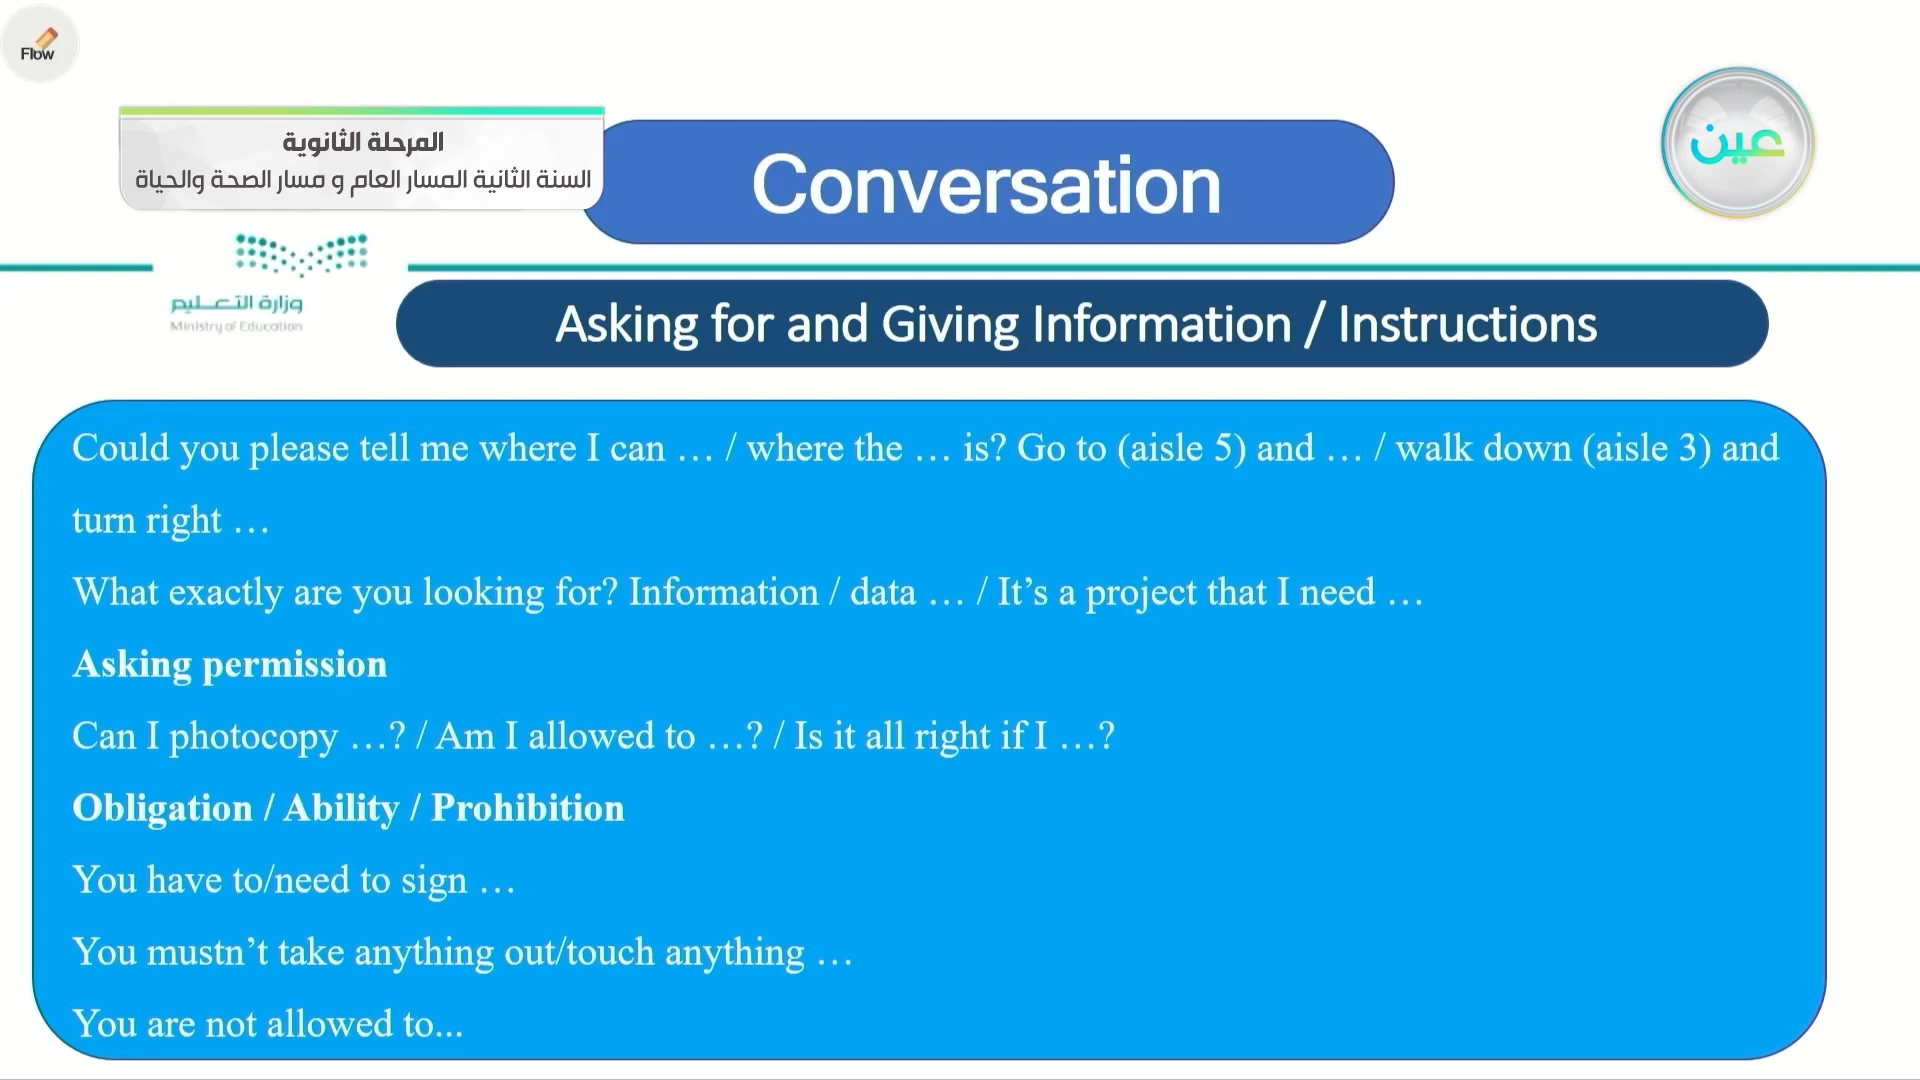 Flow
المرحلة الثانوية
السنة الثانية المسار العام و مسار الصحة والحياة
Conversation
عين
وزارة التعليم
Ministry of Education
Asking for and Giving Information / Instructions
Could you please tell me where I can … / where the … is? Go to (aisle 5) and … / walk down (aisle 3) and
turn right …
What exactly are you looking for? Information / data … / It’s a project that I need …
Asking permission
Can I photocopy …? / Am I allowed to …? / Is it all right if I …?
Obligation / Ability / Prohibition
You have to/need to sign …
You mustn’t take anything out/touch anything …
You are not allowed to...